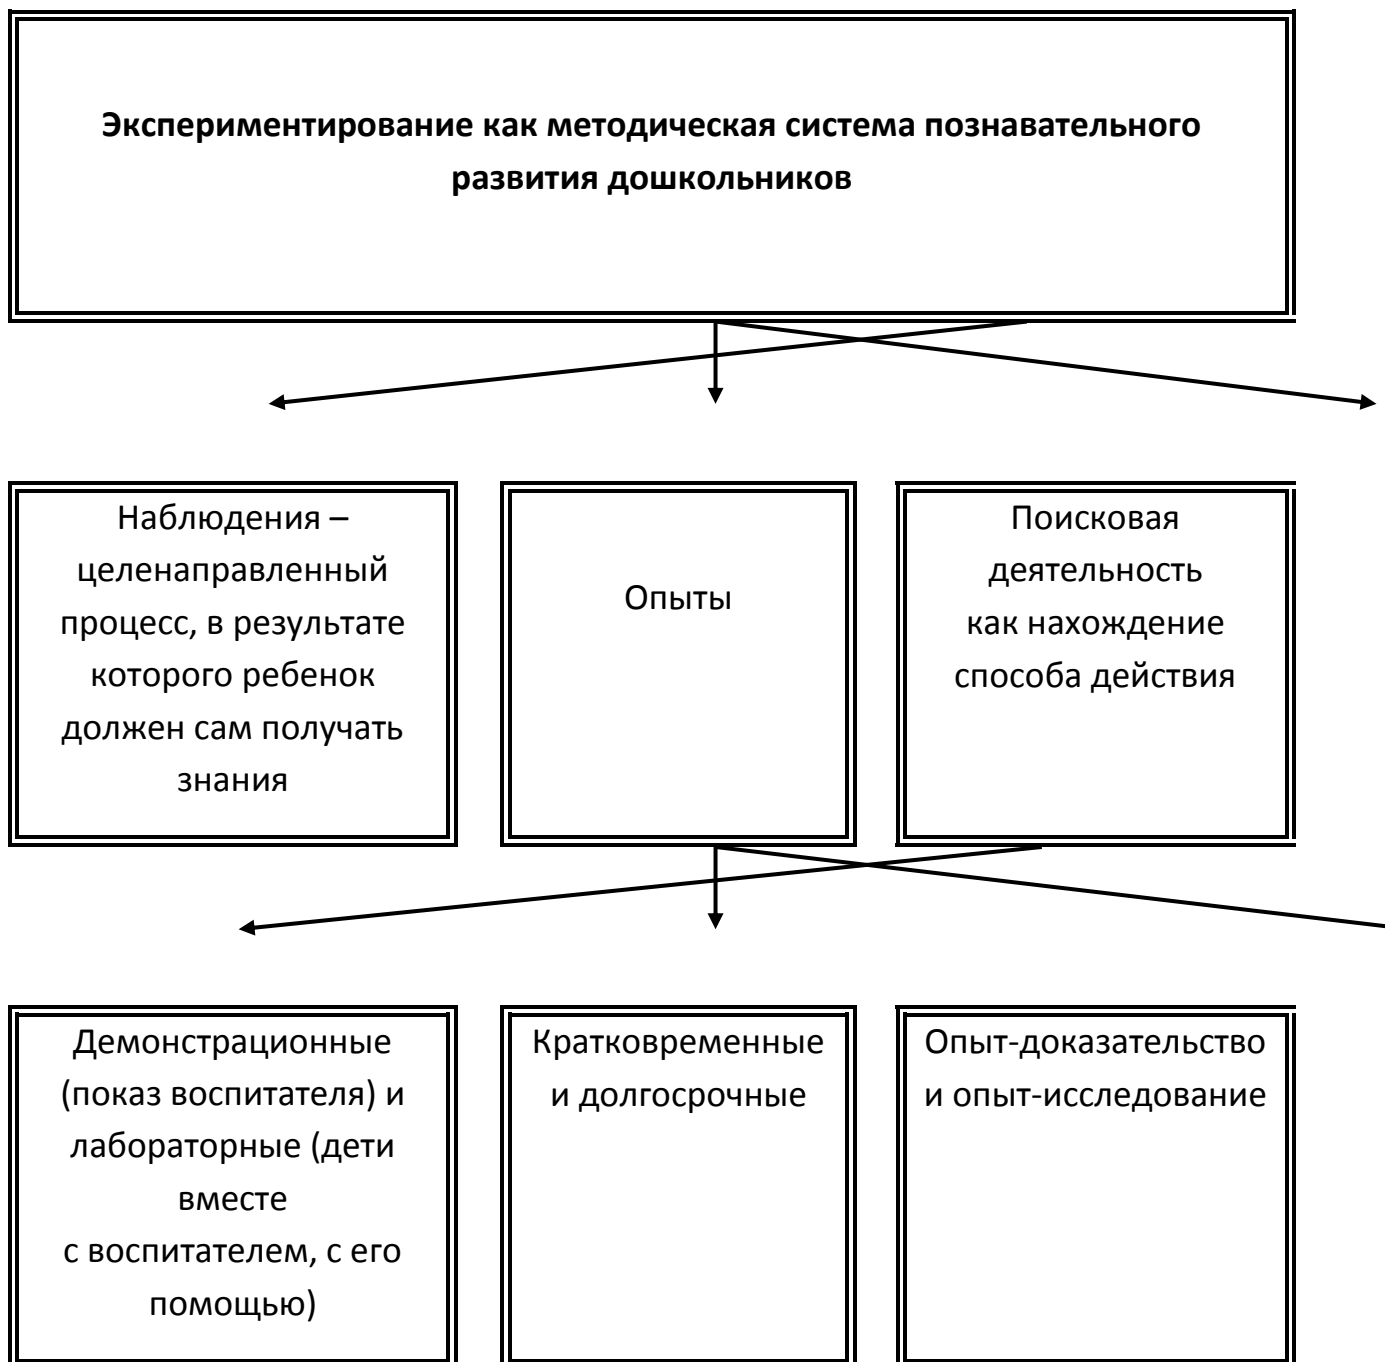 Экспериментирование как методическая система познавательного
развития дошкольников
Наблюдения –
целенаправленный
процесс, в результате
которого ребенок
должен сам получать
знания
Опыты
Поисковая
деятельность
как нахождение
способа действия
Демонстрационные
(показ воспитателя) и
лабораторные (дети
вместе
с воспитателем, с его
помощью)
Кратковременные
и долгосрочные
Опыт-доказательство
и опыт-исследование